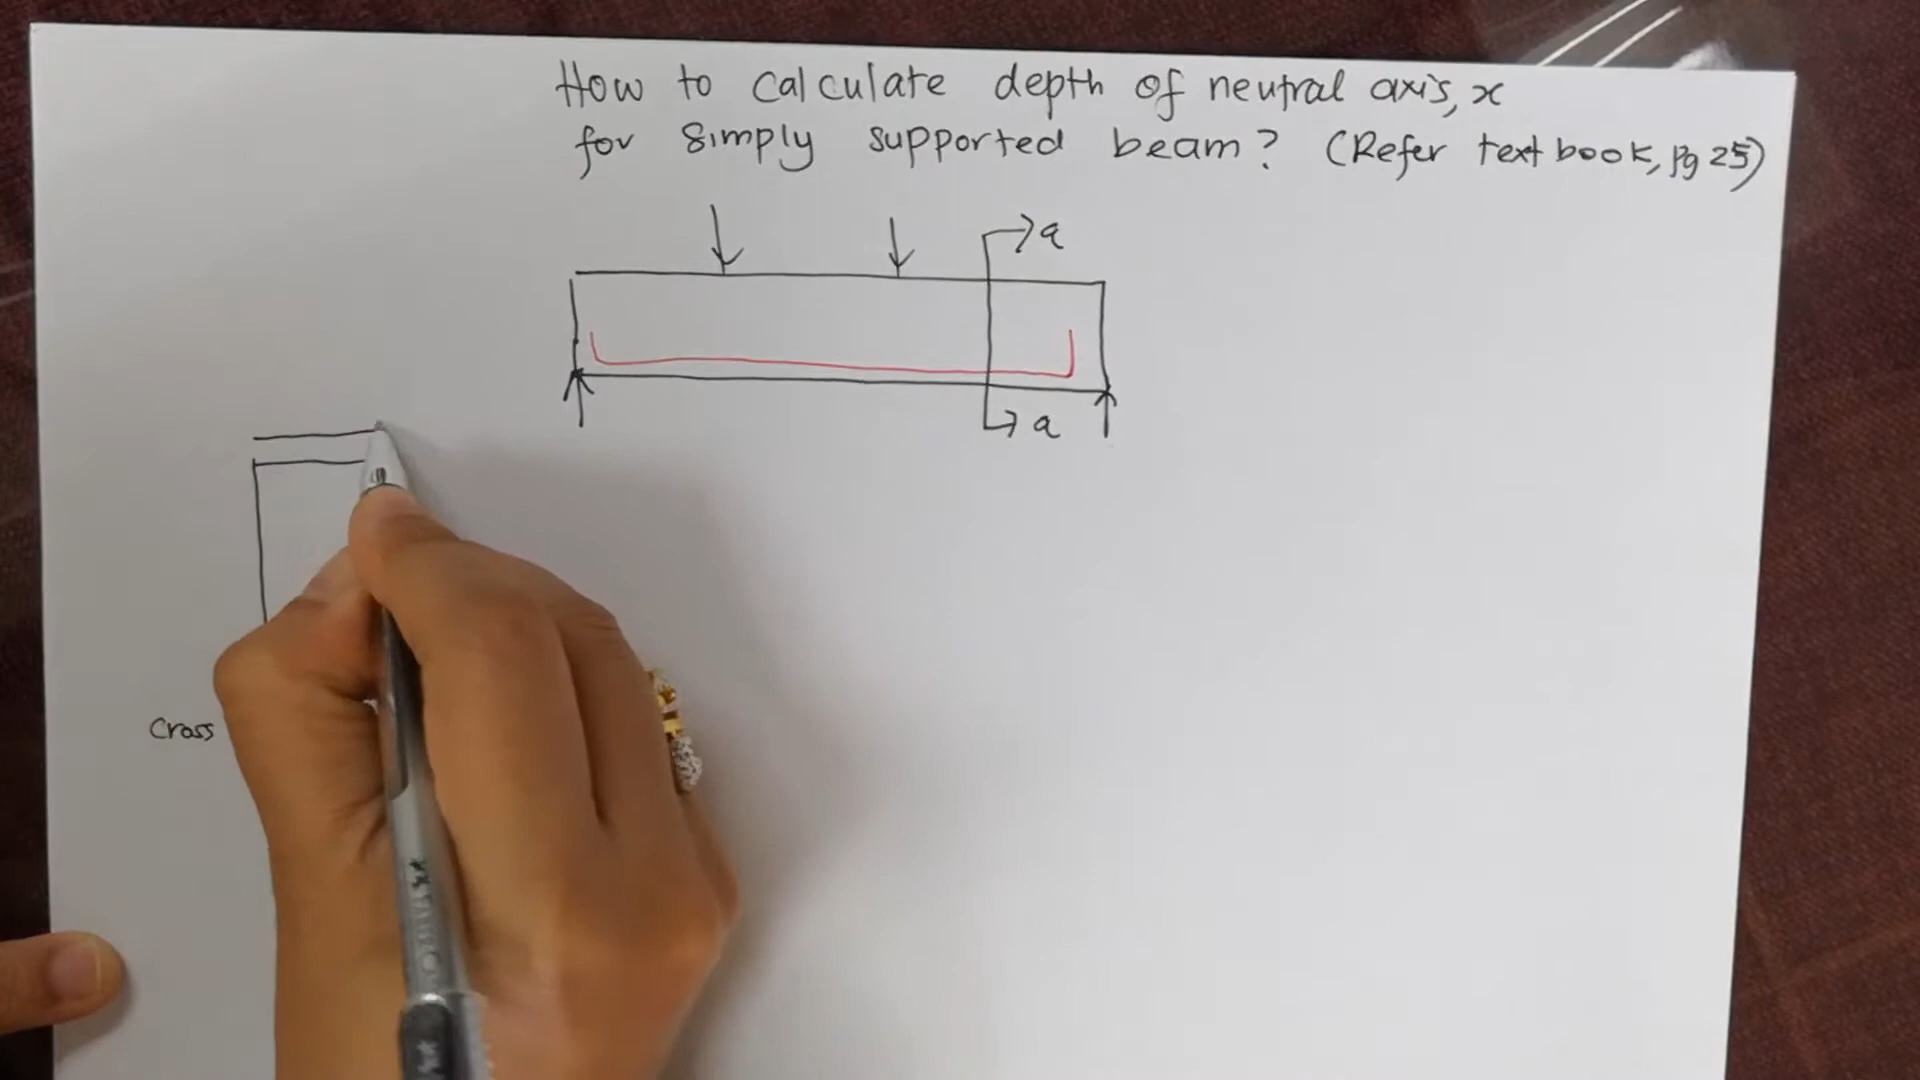 How to calculate depth of neutral axis, x
for simply supported beam? (Refer text book, pg 25)
a
a
Cross